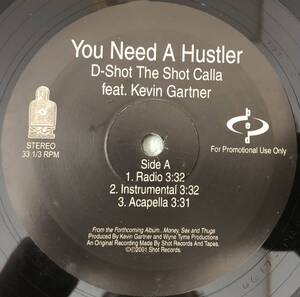 You Need A Hustler
D-Shot The Shot Calla
feat. Kevin Gartner
STEREO
33 1/3 RPM
For Promotional Use Only
Side A
1. Radio 3:32
2. Instrumental 3:32
3. Acapella 3:31
From the Forthcoming Album...Money, Sex and Thugs
Produced By Kevin Gartner and Wyne Tyme Productions
An Original Recording Made By Shot Records And Tapes.
©℗2001 Shot Records.